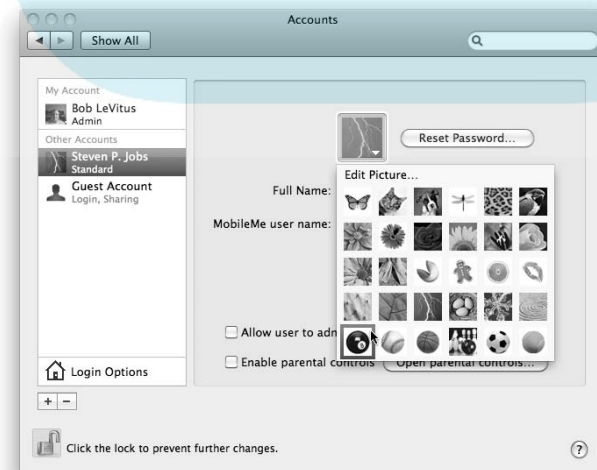 Accounts
Show All
My Account
Bob LeVitus
Admin
Other Accounts
Steven P. Jobs
Standard
Guest Account
Login, Sharing
Login Options
Reset Password...
Edit Picture...
Full Name:
MobileMe user name:
Allow user to adm
Enable parental controls
Open parental controls...
+ −
Click the lock to prevent further changes.
?